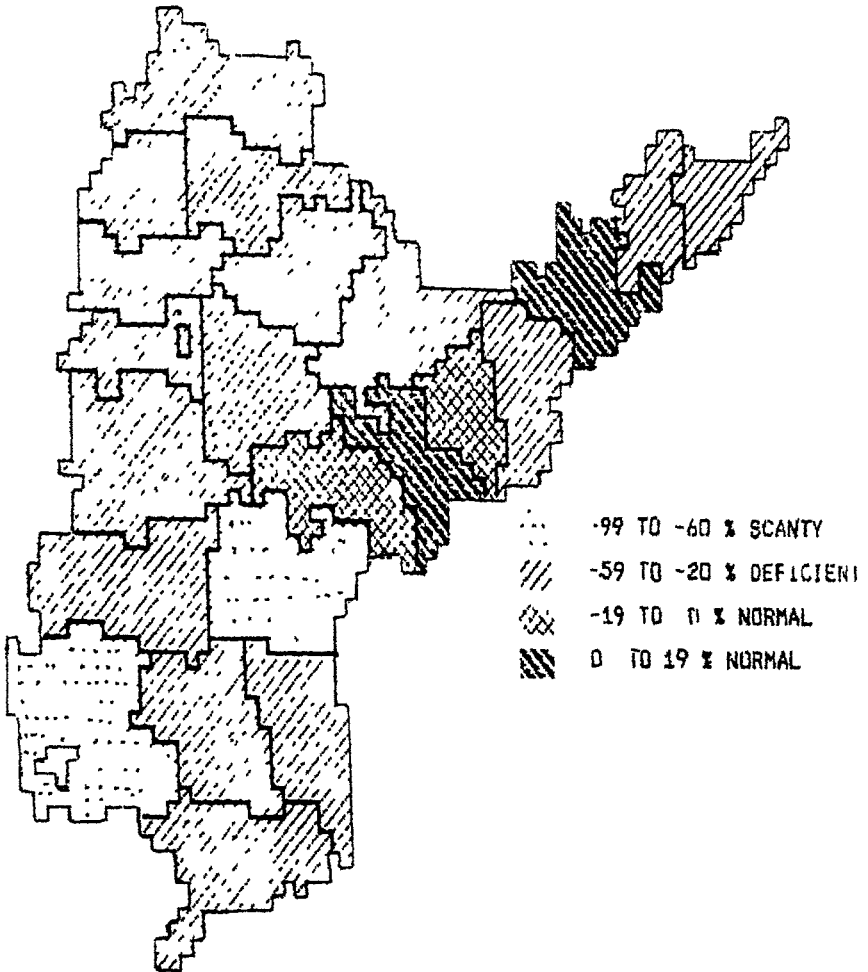 -99 TO -60 % SCANTY
-59 TO -20 % DEFICIENT
-19 TO 0 % NORMAL
0 TO 19 % NORMAL